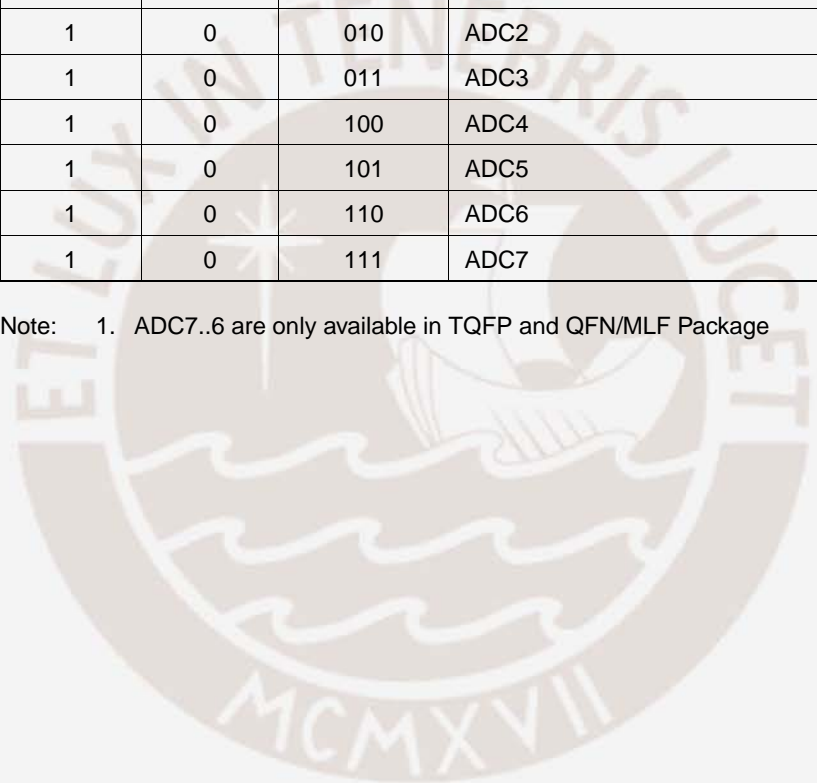 1 0 010 ADC2
1 0 011 ADC3
1 0 100 ADC4
1 0 101 ADC5
1 0 110 ADC6
1 0 111 ADC7
Note: 1. ADC7..6 are only available in TQFP and QFN/MLF Package
ET LUX IN TENEBRIS LUCET
MCMXVII